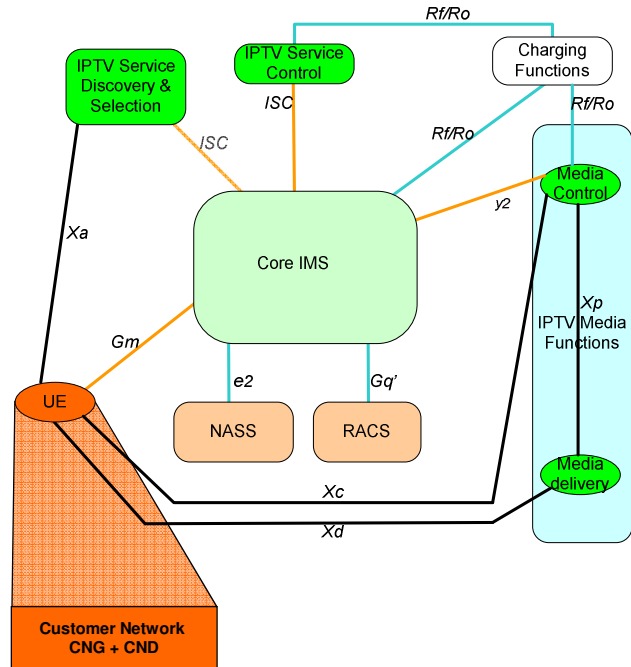 Rf/Ro
IPTV Service
Discovery &
Selection
IPTV Service
Control
Charging
Functions
ISC
ISC
Rf/Ro
Rf/Ro
Media
Control
y2
Xa
Core IMS
Xp
IPTV Media
Functions
Gm
e2
Gq’
UE
NASS
RACS
Media
delivery
Xc
Xd
Customer Network
CNG + CND